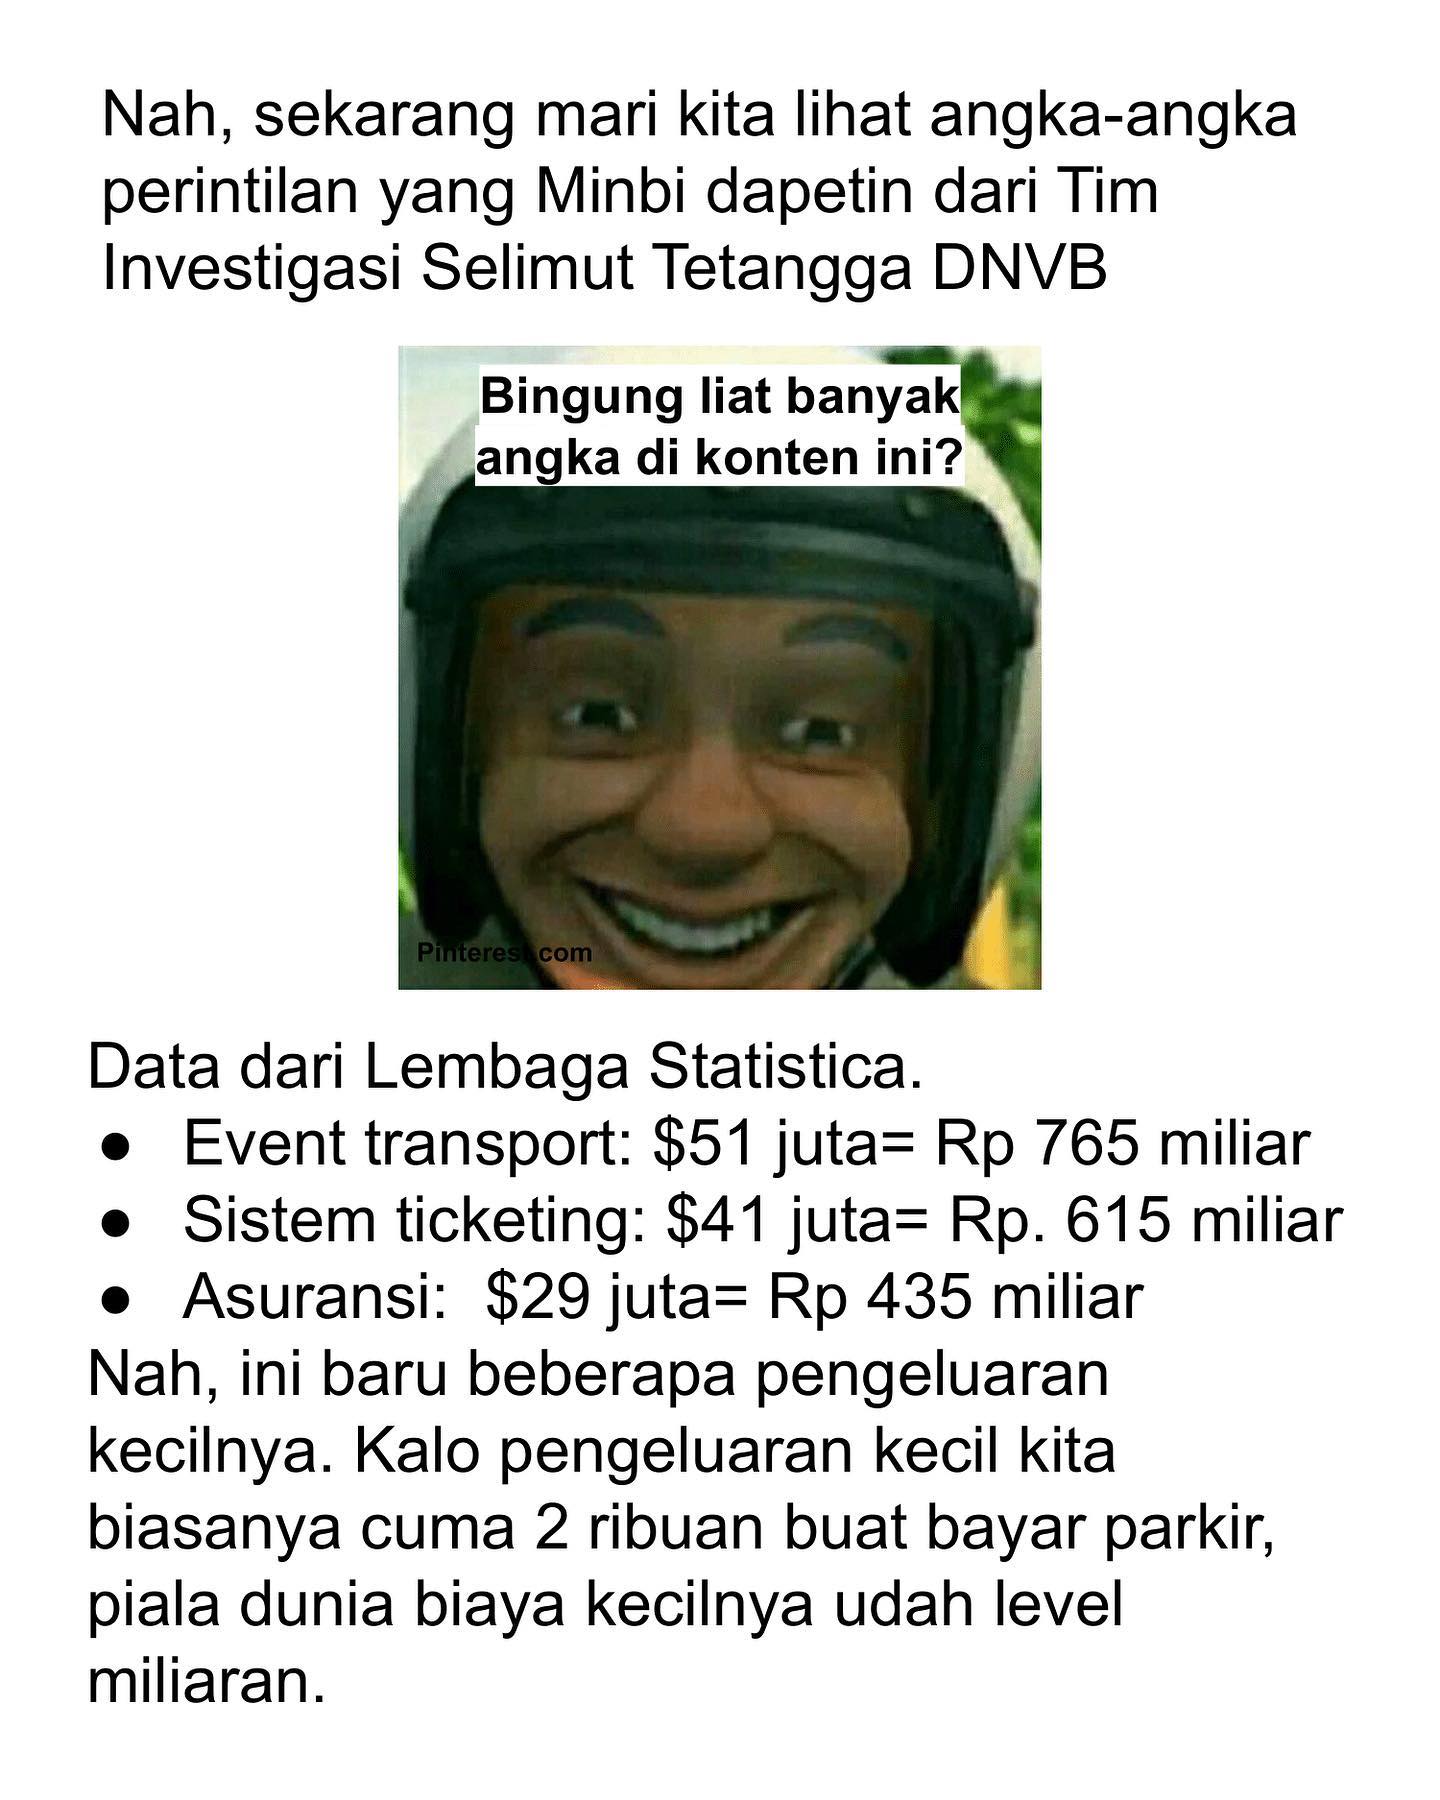 Nah, sekarang mari kita lihat angka-angka
perintilan yang Minbi dapetin dari Tim
Investigasi Selimut Tetangga DNVB
Bingung liat banyak
angka di konten ini?
Pinterest.com
Data dari Lembaga Statistica.
● Event transport: $51 juta= Rp 765 miliar
● Sistem ticketing: $41 juta= Rp. 615 miliar
● Asuransi:  $29 juta= Rp 435 miliar
Nah, ini baru beberapa pengeluaran
kecilnya. Kalo pengeluaran kecil kita
biasanya cuma 2 ribuan buat bayar parkir,
piala dunia biaya kecilnya udah level
miliaran.